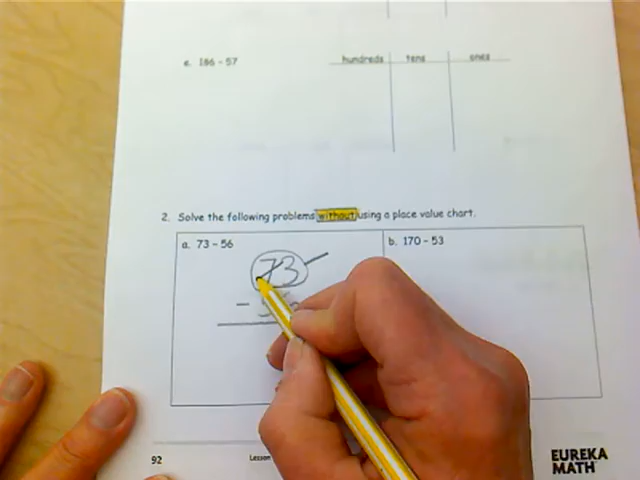 e. 186 - 57
hundreds tens ones
2. Solve the following problems without using a place value chart.
a. 73 - 56
b. 170 - 53
73
-
92
Lesson
EUREKA
MATH